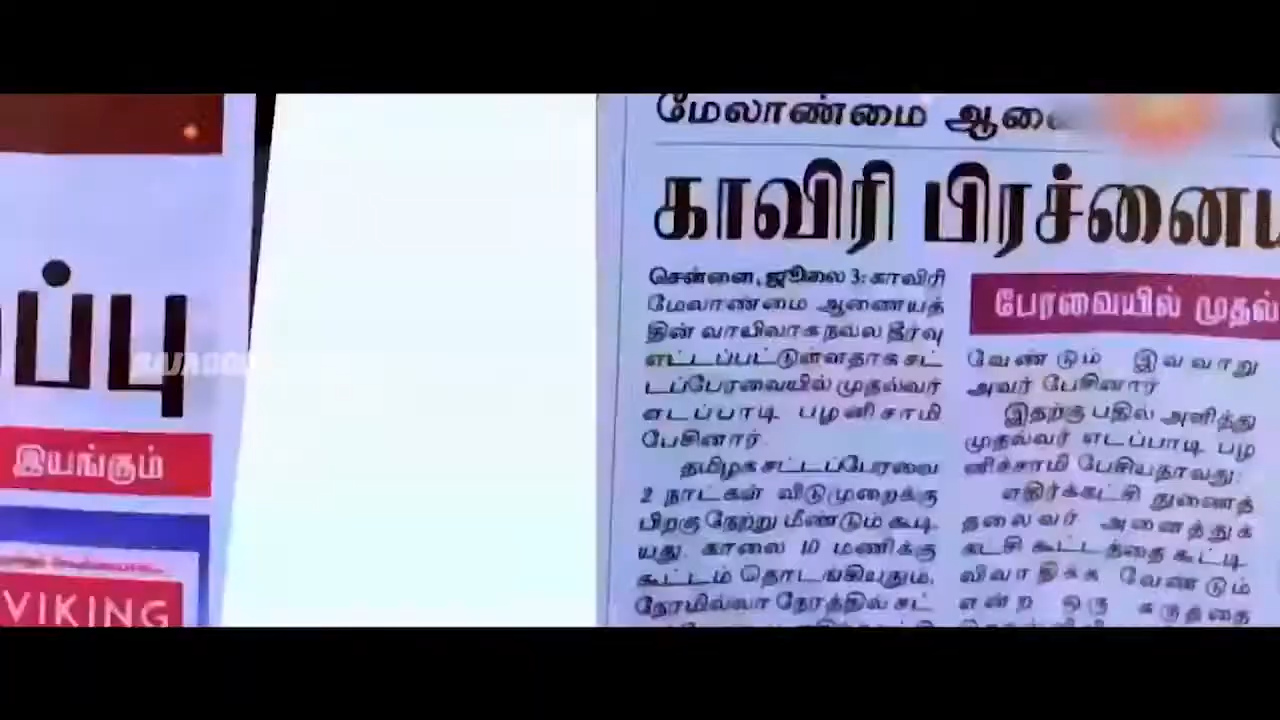 ப்பு
இயங்கும்
VIKING
மேலாண்மை
காவிரி
சென்னை, ஜூலை 3: காவிரி
மேலாண்மை ஆணையத்
தின் வாயிலாக நல்ல தீர்வு
எட்டப்பட்டுள்ளதாக சட்
டப்பேரவையில் முதல்வர்
எடப்பாடி பழனிசாமி
பேசினார்.
தமிழக சட்டப்பேரவை
2 நாட்கள் விடுமுறைக்கு
பிறகு நேற்று மீண்டும் கூடி
யது. காலை 10 மணிக்கு
கூட்டம் தொடங்கியதும்,
நேரமில்லா நேரத்தில் சட்
பேரவையில்
வேண்டும் இவ்வாறு
அவர் பேசினார்
இதற்கு பதில் அளித்து
முதல்வர் எடப்பாடி பழ
னிச்சாமி பேசியதாவது:
எதிர்க்கட்சி துணைத்
தலைவர் அனைத்துக்
கட்சி கூட்டத்தை கூட்டி
விவாதிக்க வேண்டும்
என்ற ஒரு கருத்தை